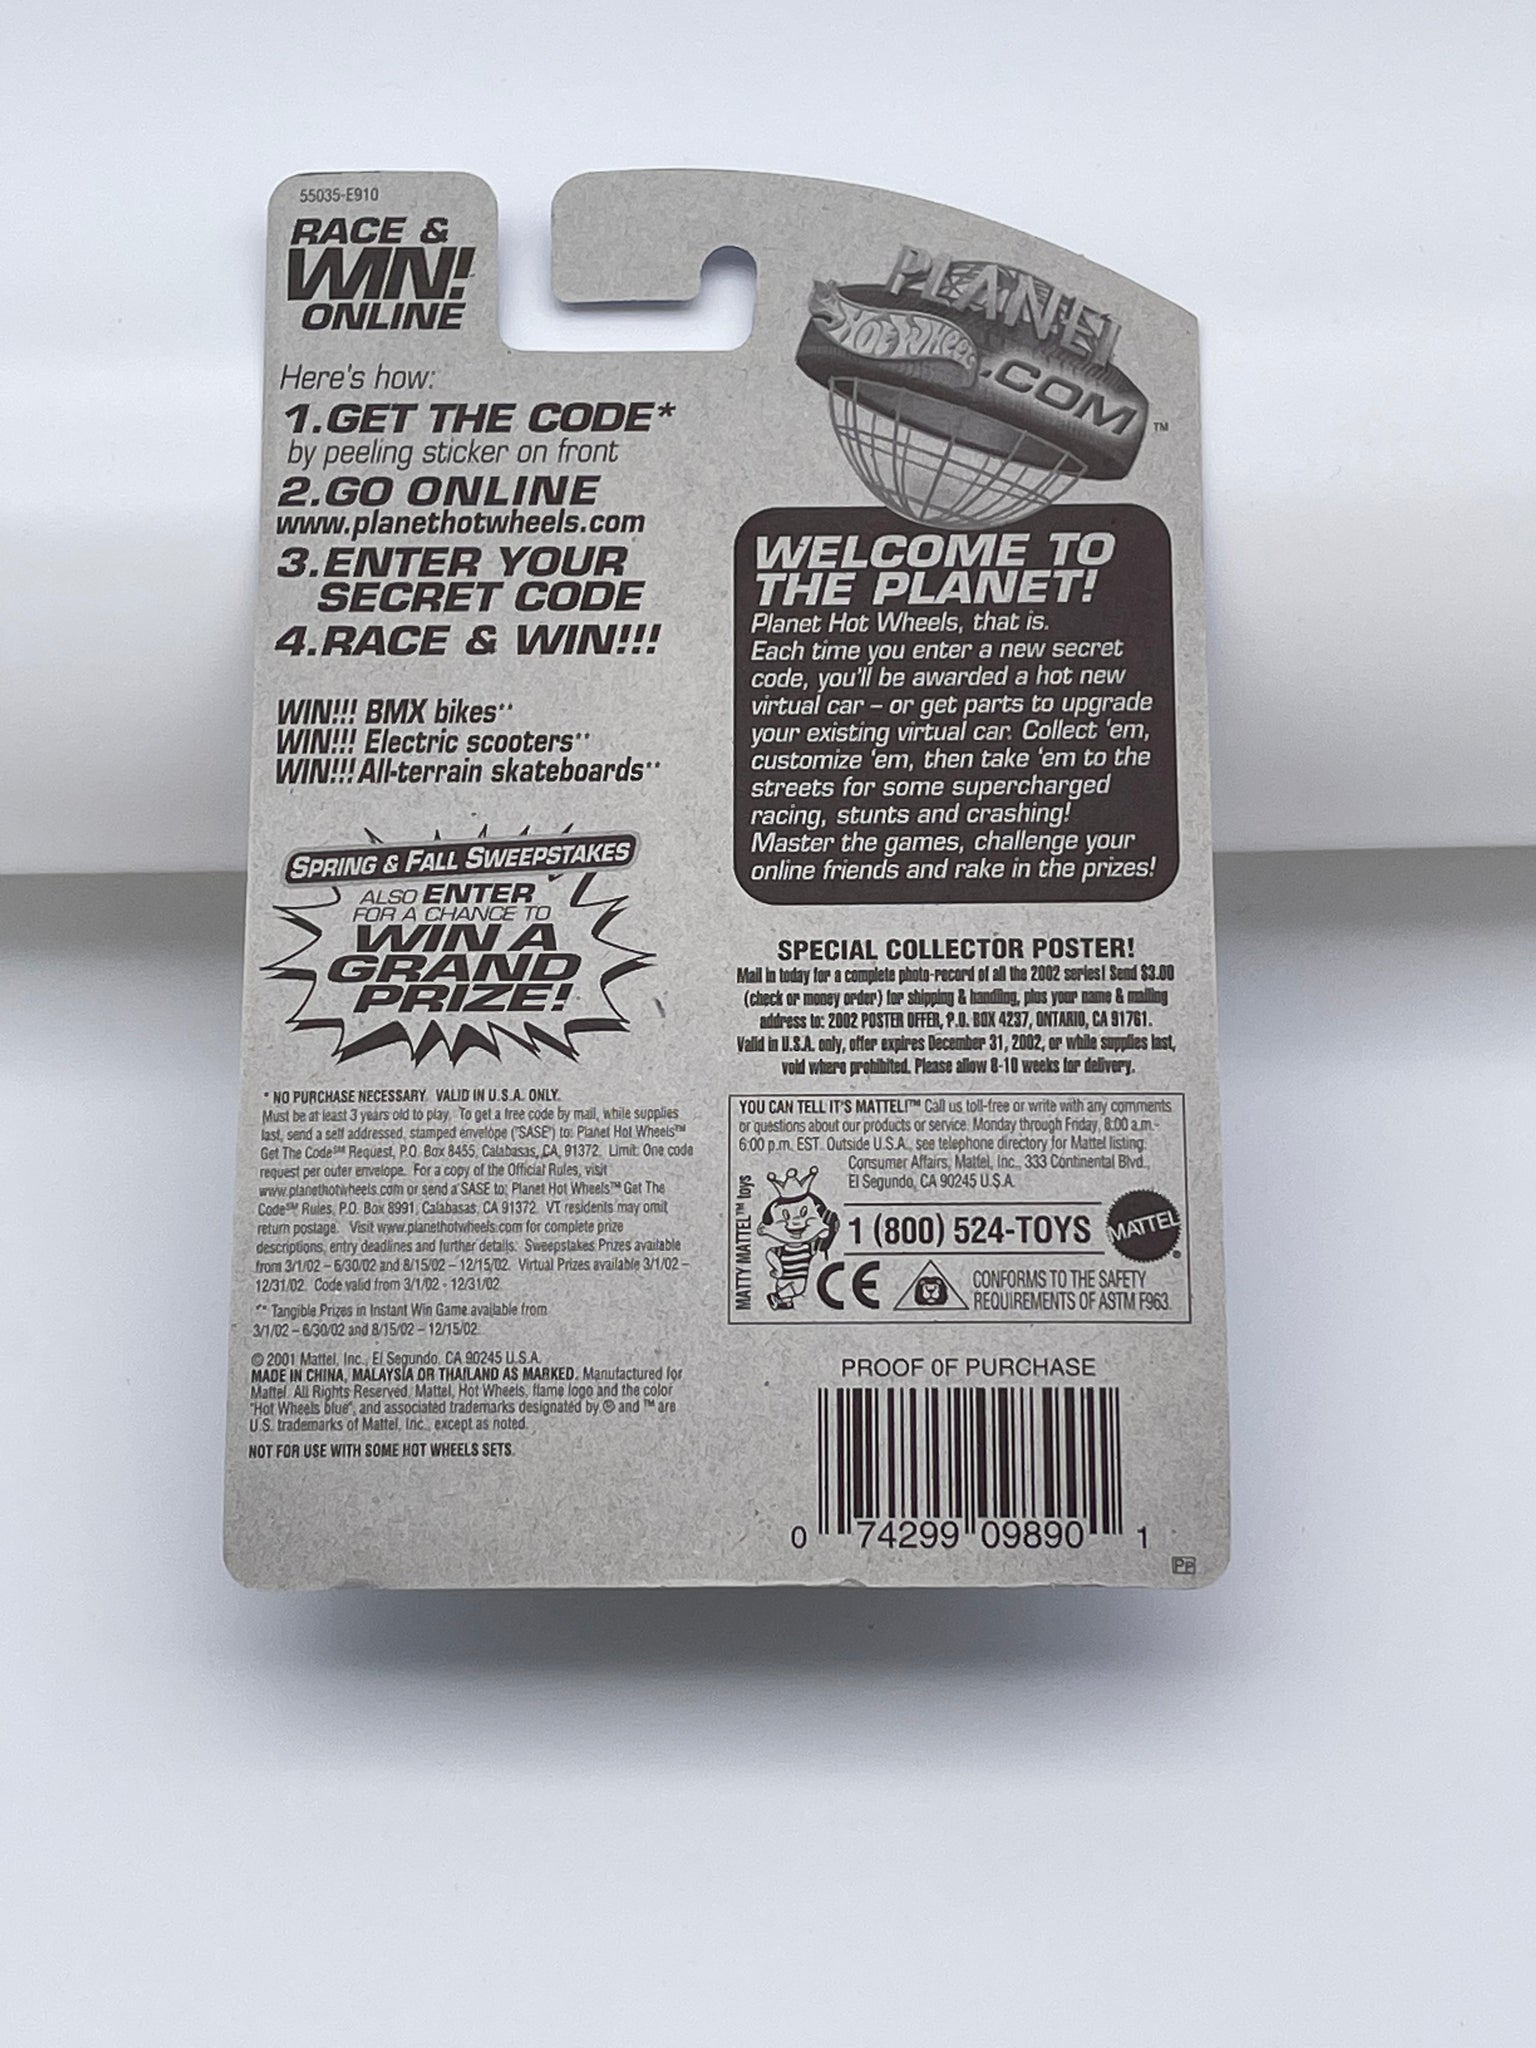 55035-E910
RACE &
WIN!
ONLINE
Here's how:
1.GET THE CODE*
by peeling sticker on front
2.GO ONLINE
www.planethotwheels.com
3.ENTER YOUR
SECRET CODE
4.RACE & WIN!!!
WIN!!! BMX bikes**
WIN!!! Electric scooters**
WIN!!! All-terrain skateboards**
SPRING & FALL SWEEPSTAKES
ALSO ENTER
FOR A CHANCE TO
WIN A
GRAND
PRIZE!
* NO PURCHASE NECESSARY. VALID IN U.S.A. ONLY.
Must be at least 3 years old to play. To get a free code by mail, while supplies
last, send a self addressed, stamped envelope ("SASE") to: Planet Hot Wheels™
Get The Code℠ Request, P.O. Box 8455, Calabasas, CA, 91372. Limit: One code
request per outer envelope. For a copy of the Official Rules, visit
www.planethotwheels.com or send a SASE to: Planet Hot Wheels™ Get The
Code℠ Rules, P.O. Box 8991, Calabasas, CA 91372. VT residents may omit
return postage. Visit www.planethotwheels.com for complete prize
descriptions, entry deadlines and further details. Sweepstakes Prizes available
from 3/1/02 – 6/30/02 and 8/15/02 – 12/15/02. Virtual Prizes available 3/1/02 –
12/31/02. Code valid from 3/1/02 - 12/31/02.
** Tangible Prizes in Instant Win Game available from
3/1/02 – 6/30/02 and 8/15/02 – 12/15/02.
© 2001 Mattel, Inc., El Segundo, CA 90245 U.S.A.
MADE IN CHINA, MALAYSIA OR THAILAND AS MARKED. Manufactured for
Mattel. All Rights Reserved. Mattel, Hot Wheels, flame logo and the color
"Hot Wheels blue", and associated trademarks designated by ® and ™ are
U.S. trademarks of Mattel, Inc., except as noted.
NOT FOR USE WITH SOME HOT WHEELS SETS.
PLANET
HOT WHEELS
.COM™
WELCOME TO
THE PLANET!
Planet Hot Wheels, that is.
Each time you enter a new secret
code, you'll be awarded a hot new
virtual car – or get parts to upgrade
your existing virtual car. Collect 'em,
customize 'em, then take 'em to the
streets for some supercharged
racing, stunts and crashing!
Master the games, challenge your
online friends and rake in the prizes!
SPECIAL COLLECTOR POSTER!
Mail in today for a complete photo-record of all the 2002 series! Send $3.00
(check or money order) for shipping & handling, plus your name & mailing
address to: 2002 POSTER OFFER, P.O. BOX 4237, ONTARIO, CA 91761.
Valid in U.S.A. only, offer expires December 31, 2002, or while supplies last,
void where prohibited. Please allow 8-10 weeks for delivery.
YOU CAN TELL IT'S MATTEL!™ Call us toll-free or write with any comments
or questions about our products or service. Monday through Friday, 8:00 a.m.-
6:00 p.m. EST. Outside U.S.A., see telephone directory for Mattel listing.
Consumer Affairs, Mattel, Inc., 333 Continental Blvd.,
El Segundo, CA 90245 U.S.A.
MATTY MATTEL™ toys
1 (800) 524-TOYS
MATTEL®
CE
CONFORMS TO THE SAFETY
REQUIREMENTS OF ASTM F963.
PROOF OF PURCHASE
0 74299 09890 1
PP